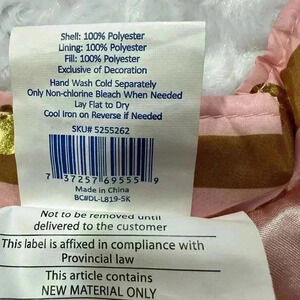 Shell: 100% Polyester
Lining: 100% Polyester
Fill: 100% Polyester
Exclusive of Decoration
Hand Wash Cold Separately
Only Non-chlorine Bleach When Needed
Lay Flat to Dry
Cool Iron on Reverse if Needed
SKU# 5255262
7 37257 69555 9
Made in China
BC#DL-L819-5K
Not to be removed until
delivered to the customer
This label is affixed in compliance with
Provincial law
This article contains
NEW MATERIAL ONLY